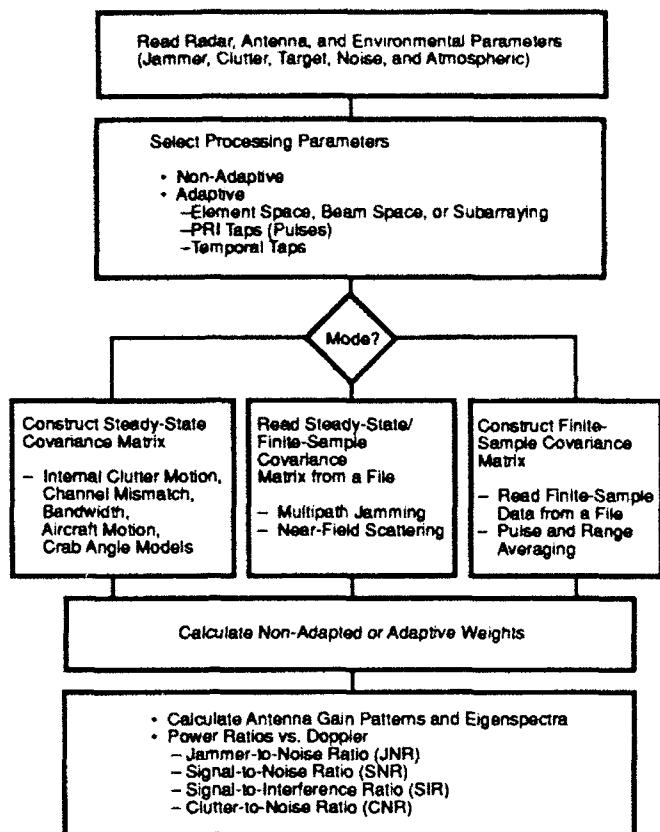 Read Radar, Antenna, and Environmental Parameters
(Jammer, Clutter, Target, Noise, and Atmospheric)
Select Processing Parameters
• Non-Adaptive
• Adaptive
–Element Space, Beam Space, or Subarraying
–PRI Taps (Pulses)
–Temporal Taps
Mode?
Construct Steady-State
Covariance Matrix
– Internal Clutter Motion,
Channel Mismatch,
Bandwidth,
Aircraft Motion,
Crab Angle Models
Read Steady-State/
Finite-Sample
Covariance
Matrix from a File
– Multipath Jamming
– Near-Field Scattering
Construct Finite-
Sample Covariance
Matrix
– Read Finite-Sample
Data from a File
– Pulse and Range
Averaging
Calculate Non-Adapted or Adaptive Weights
• Calculate Antenna Gain Patterns and Eigenspectra
• Power Ratios vs. Doppler
– Jammer-to-Noise Ratio (JNR)
– Signal-to-Noise Ratio (SNR)
– Signal-to-Interference Ratio (SIR)
– Clutter-to-Noise Ratio (CNR)